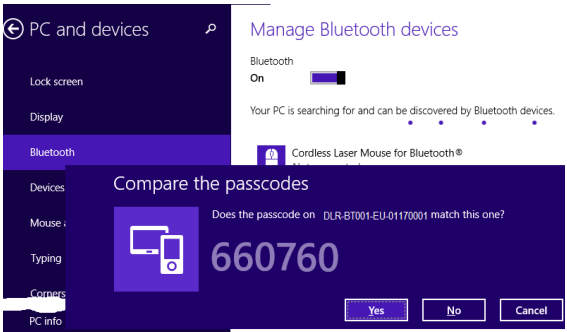 PC and devices
Lock screen
Display
Bluetooth
Devices
Mouse
Typing
Corners
PC info
Manage Bluetooth devices
Bluetooth
On
Your PC is searching for and can be discovered by Bluetooth devices.
Cordless Laser Mouse for Bluetooth®
Compare the passcodes
Does the passcode on DLR-BT001-EU-01170001 match this one?
660760
Yes No Cancel